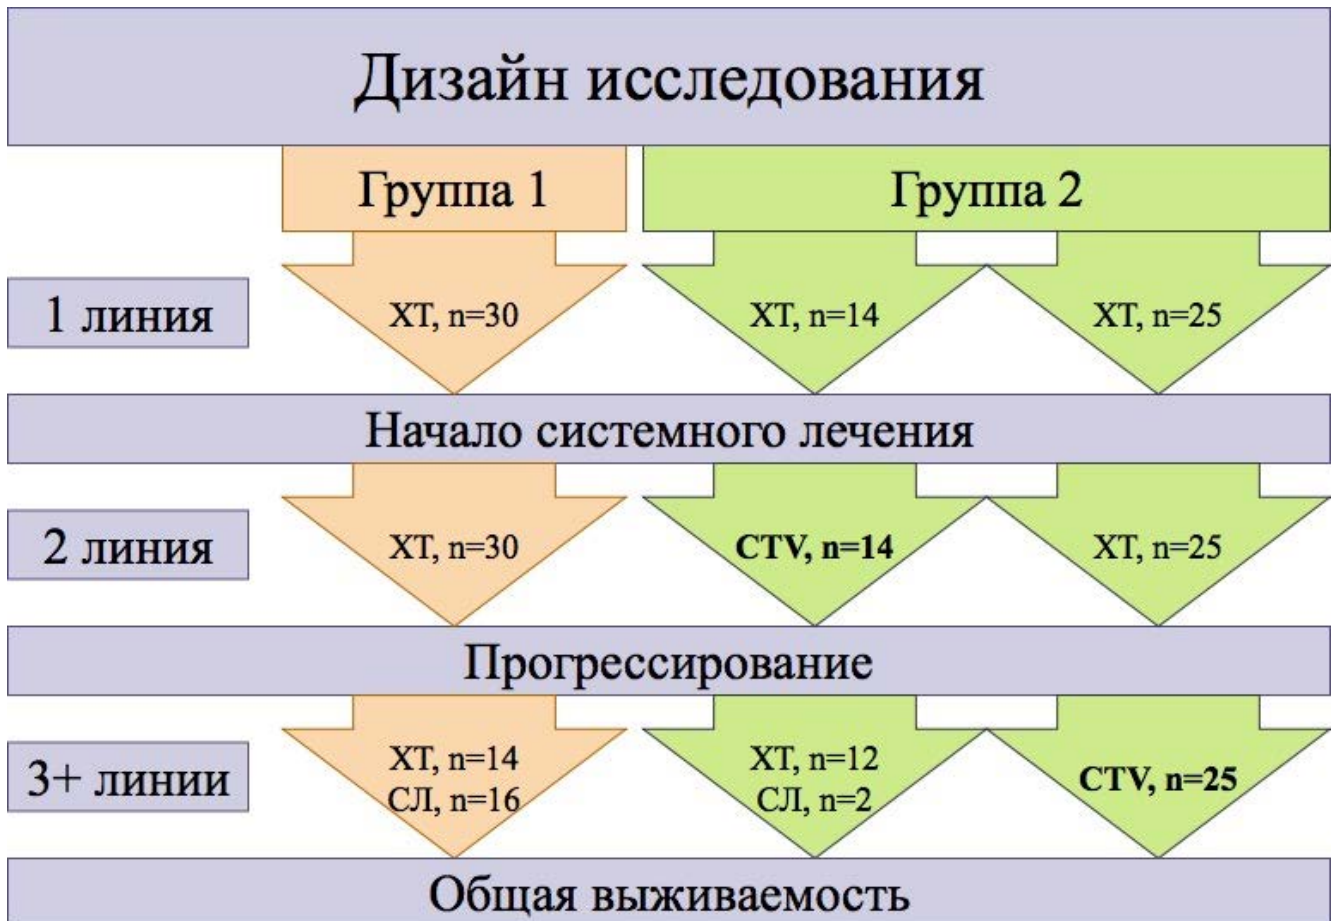 Дизайн исследования
Группа 1
Группа 2
1 линия
ХТ, n=30
ХТ, n=14
ХТ, n=25
Начало системного лечения
2 линия
ХТ, n=30
CTV, n=14
ХТ, n=25
Прогрессирование
3+ линии
ХТ, n=14
СЛ, n=16
ХТ, n=12
СЛ, n=2
CTV, n=25
Общая выживаемость